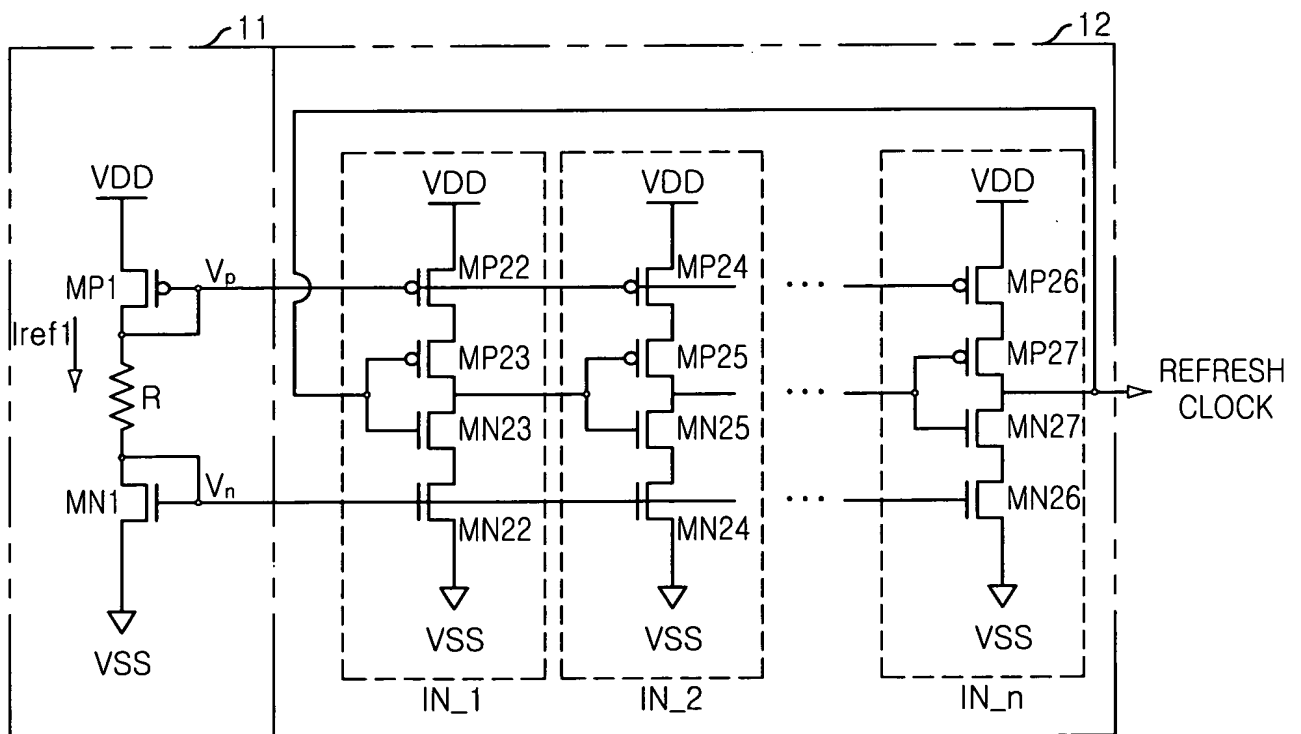 11
12
VDD
VDD
VDD
VDD
MP1
Vp
MP22
MP24
...
MP26
Iref1
MP23
MP25
MP27
R
...
REFRESH
CLOCK
MN23
MN25
MN27
MN1
Vn
MN22
MN24
...
MN26
VSS
VSS
VSS
VSS
IN_1
IN_2
IN_n